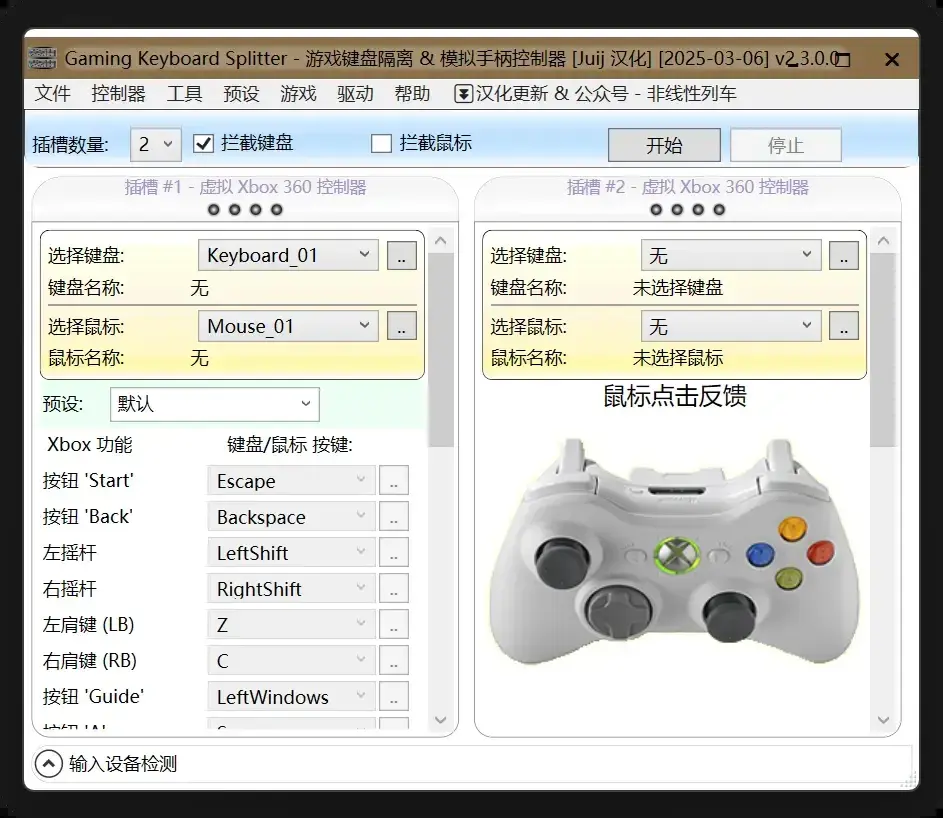 Gaming Keyboard Splitter - 游戏键盘隔离 & 模拟手柄控制器 [Juij 汉化] [2025-03-06] v2.3.0.0
文件 控制器 工具 预设 游戏 驱动 帮助 汉化更新 & 公众号 - 非线性列车
插槽数量: 2 拦截键盘 拦截鼠标 开始 停止
插槽 #1 - 虚拟 Xbox 360 控制器
选择键盘: Keyboard_01 ..
键盘名称: 无
选择鼠标: Mouse_01 ..
鼠标名称: 无
预设: 默认
Xbox 功能 键盘/鼠标 按键:
按钮 'Start' Escape ..
按钮 'Back' Backspace ..
左摇杆 LeftShift ..
右摇杆 RightShift ..
左肩键 (LB) Z ..
右肩键 (RB) C ..
按钮 'Guide' LeftWindows ..
插槽 #2 - 虚拟 Xbox 360 控制器
选择键盘: 无 ..
键盘名称: 未选择键盘
选择鼠标: 无 ..
鼠标名称: 未选择鼠标
鼠标点击反馈
输入设备检测